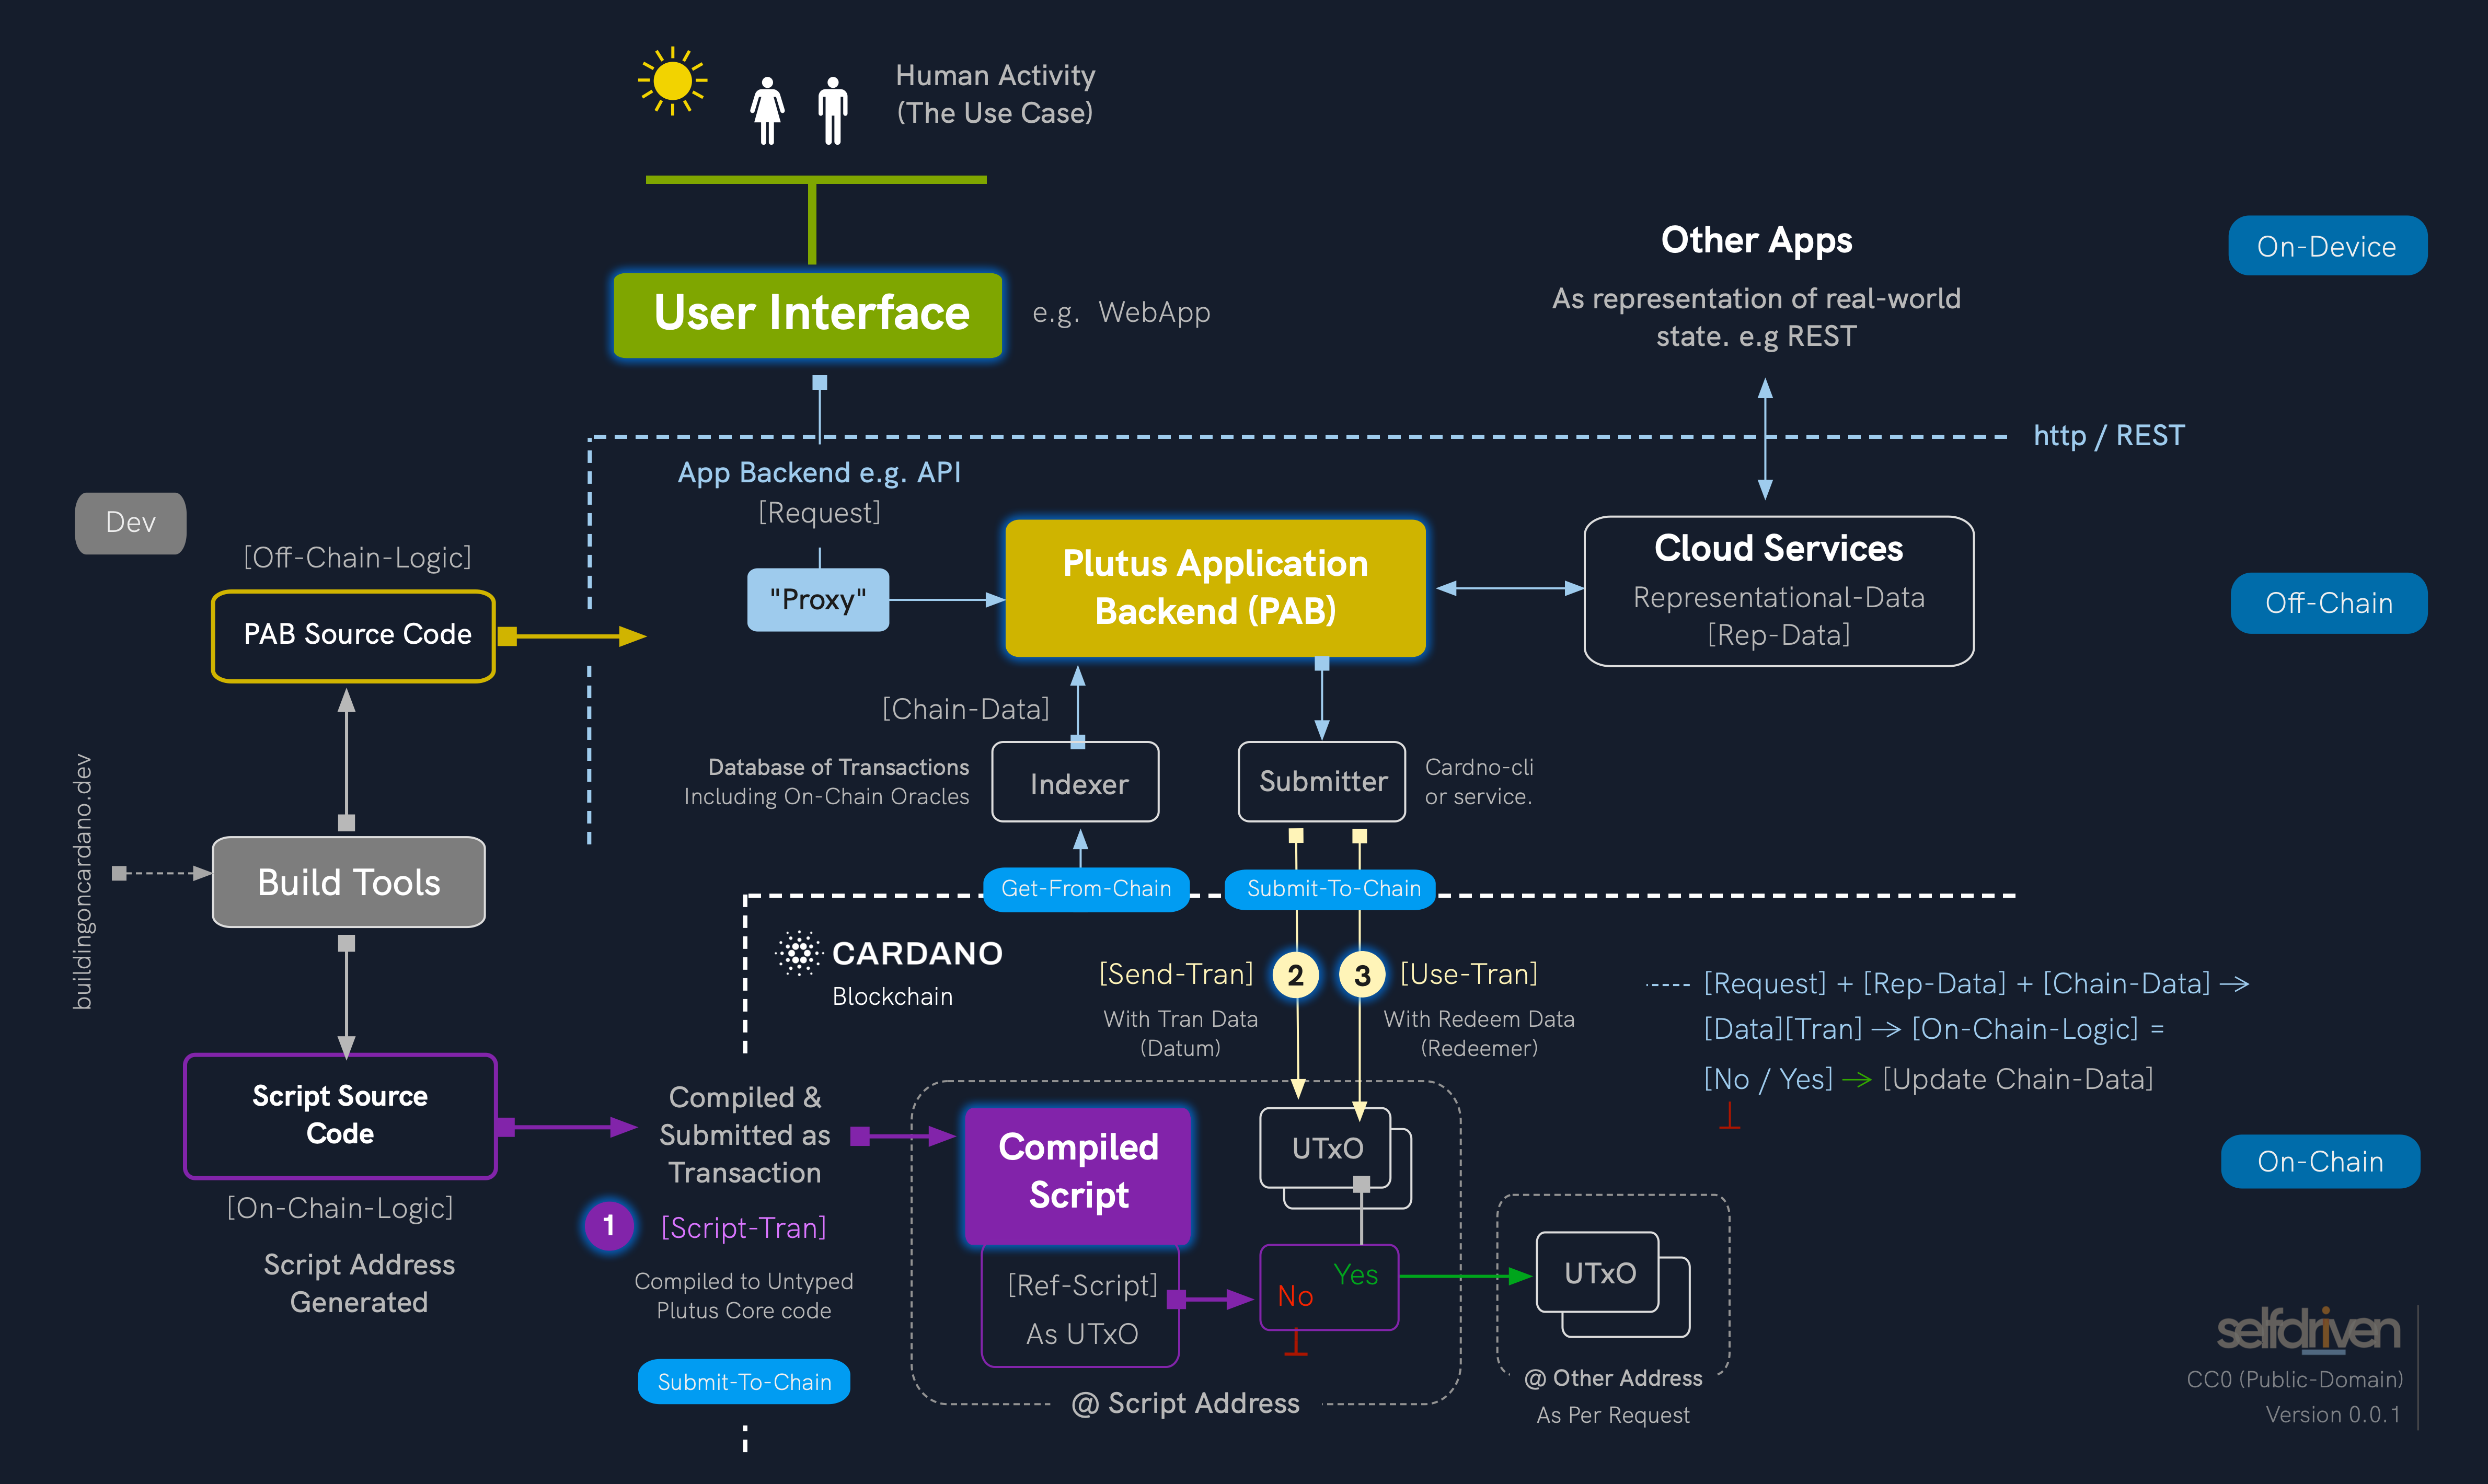 Human Activity
(The Use Case)
User Interface
e.g. WebApp
Other Apps
As representation of real-world
state. e.g REST
On-Device
http / REST
App Backend e.g. API
[Request]
"Proxy"
Plutus Application
Backend (PAB)
Cloud Services
Representational-Data
[Rep-Data]
Off-Chain
Dev
[Off-Chain-Logic]
PAB Source Code
[Chain-Data]
Database of Transactions
Including On-Chain Oracles
Indexer
Submitter
Cardno-cli
or service.
buildingoncardano.dev
Build Tools
Get-From-Chain
Submit-To-Chain
CARDANO
Blockchain
[Send-Tran]
2
3
[Use-Tran]
With Tran Data
(Datum)
With Redeem Data
(Redeemer)
[Request] + [Rep-Data] + [Chain-Data] →
[Data][Tran] → [On-Chain-Logic] =
[No / Yes] → [Update Chain-Data]
Script Source
Code
[On-Chain-Logic]
Script Address
Generated
Compiled &
Submitted as
Transaction
1
[Script-Tran]
Compiled to Untyped
Plutus Core code
Submit-To-Chain
Compiled
Script
[Ref-Script]
As UTxO
UTxO
Yes
No
@ Script Address
UTxO
@ Other Address
As Per Request
On-Chain
selfdriven
CC0 (Public-Domain)
Version 0.0.1